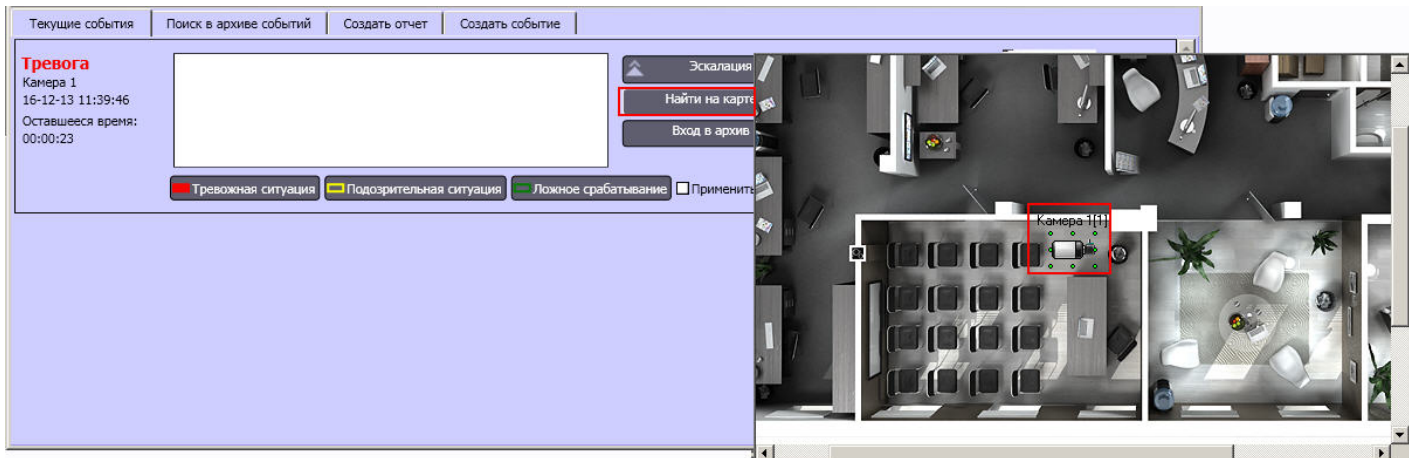 Текущие события
Поиск в архиве событий
Создать отчет
Создать событие
Тревога
Камера 1
16-12-13 11:39:46
Оставшееся время:
00:00:23
Эскалация
Найти на карте
Вход в архив
Тревожная ситуация
Подозрительная ситуация
Ложное срабатывание
Применить
Камера 1[1]